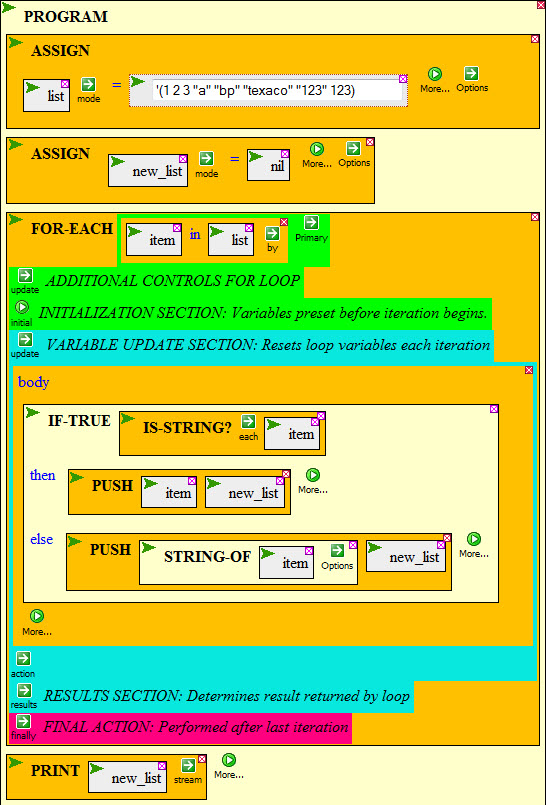 PROGRAM
ASSIGN
list mode = '(1 2 3 "a" "bp" "texaco" "123" 123) More... Options
ASSIGN
new_list mode = nil More... Options
FOR-EACH item in list by Primary
update ADDITIONAL CONTROLS FOR LOOP
initial INITIALIZATION SECTION: Variables preset before iteration begins.
update VARIABLE UPDATE SECTION: Resets loop variables each iteration
body
IF-TRUE IS-STRING? each item
then PUSH item new_list More...
else PUSH STRING-OF item Options new_list More...
More...
action
results RESULTS SECTION: Determines result returned by loop
finally FINAL ACTION: Performed after last iteration
PRINT new_list stream More...